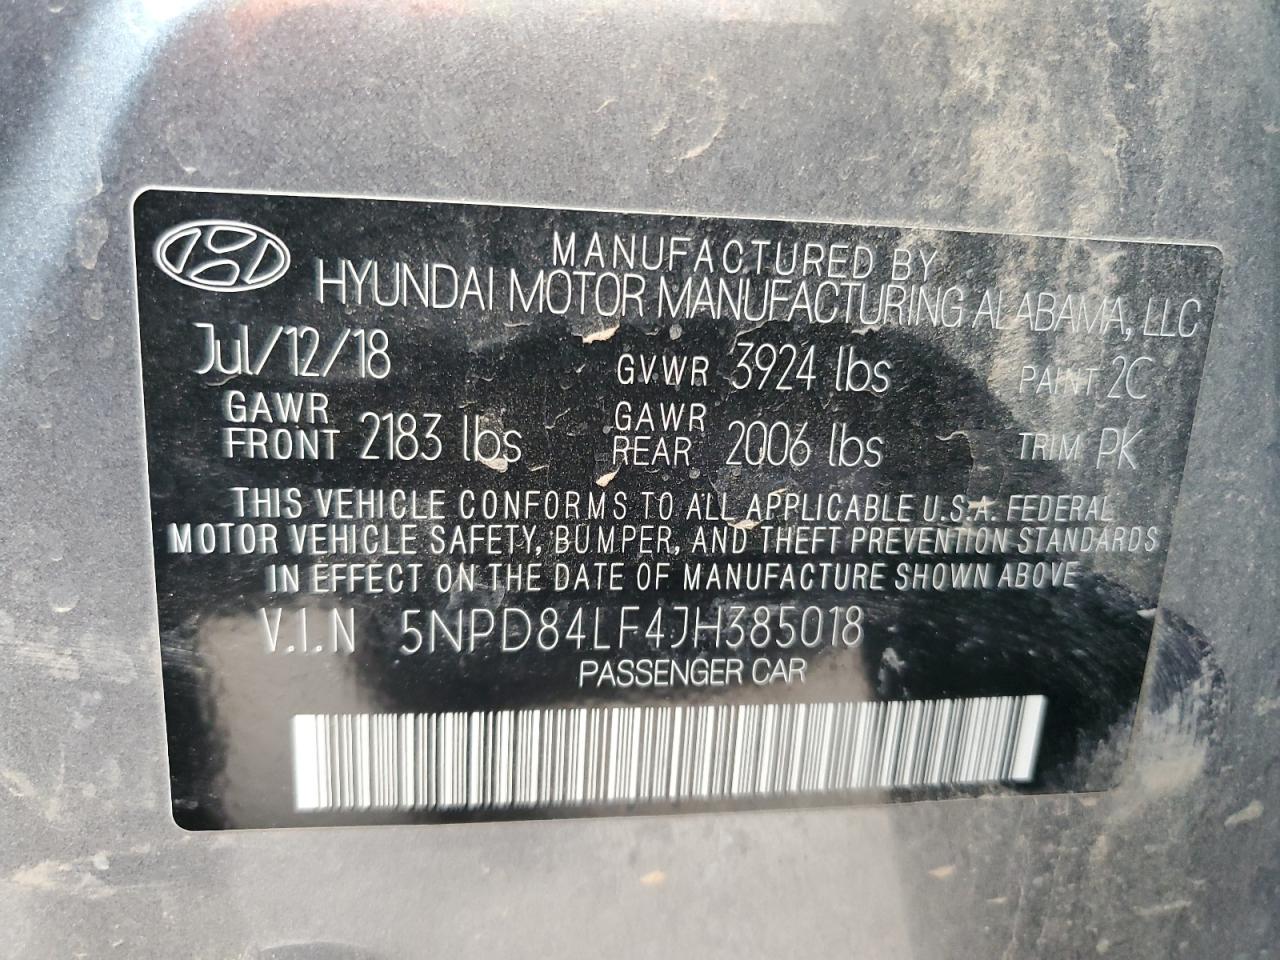 MANUFACTURED BY
HYUNDAI MOTOR MANUFACTURING ALABAMA, LLC
Jul/12/18 GVWR 3924 lbs PAINT 2C
GAWR FRONT 2183 lbs GAWR REAR 2006 lbs TRIM PK
THIS VEHICLE CONFORMS TO ALL APPLICABLE U.S.A. FEDERAL
MOTOR VEHICLE SAFETY, BUMPER, AND THEFT PREVENTION STANDARDS
IN EFFECT ON THE DATE OF MANUFACTURE SHOWN ABOVE
V.I.N 5NPD84LF4JH385018
PASSENGER CAR